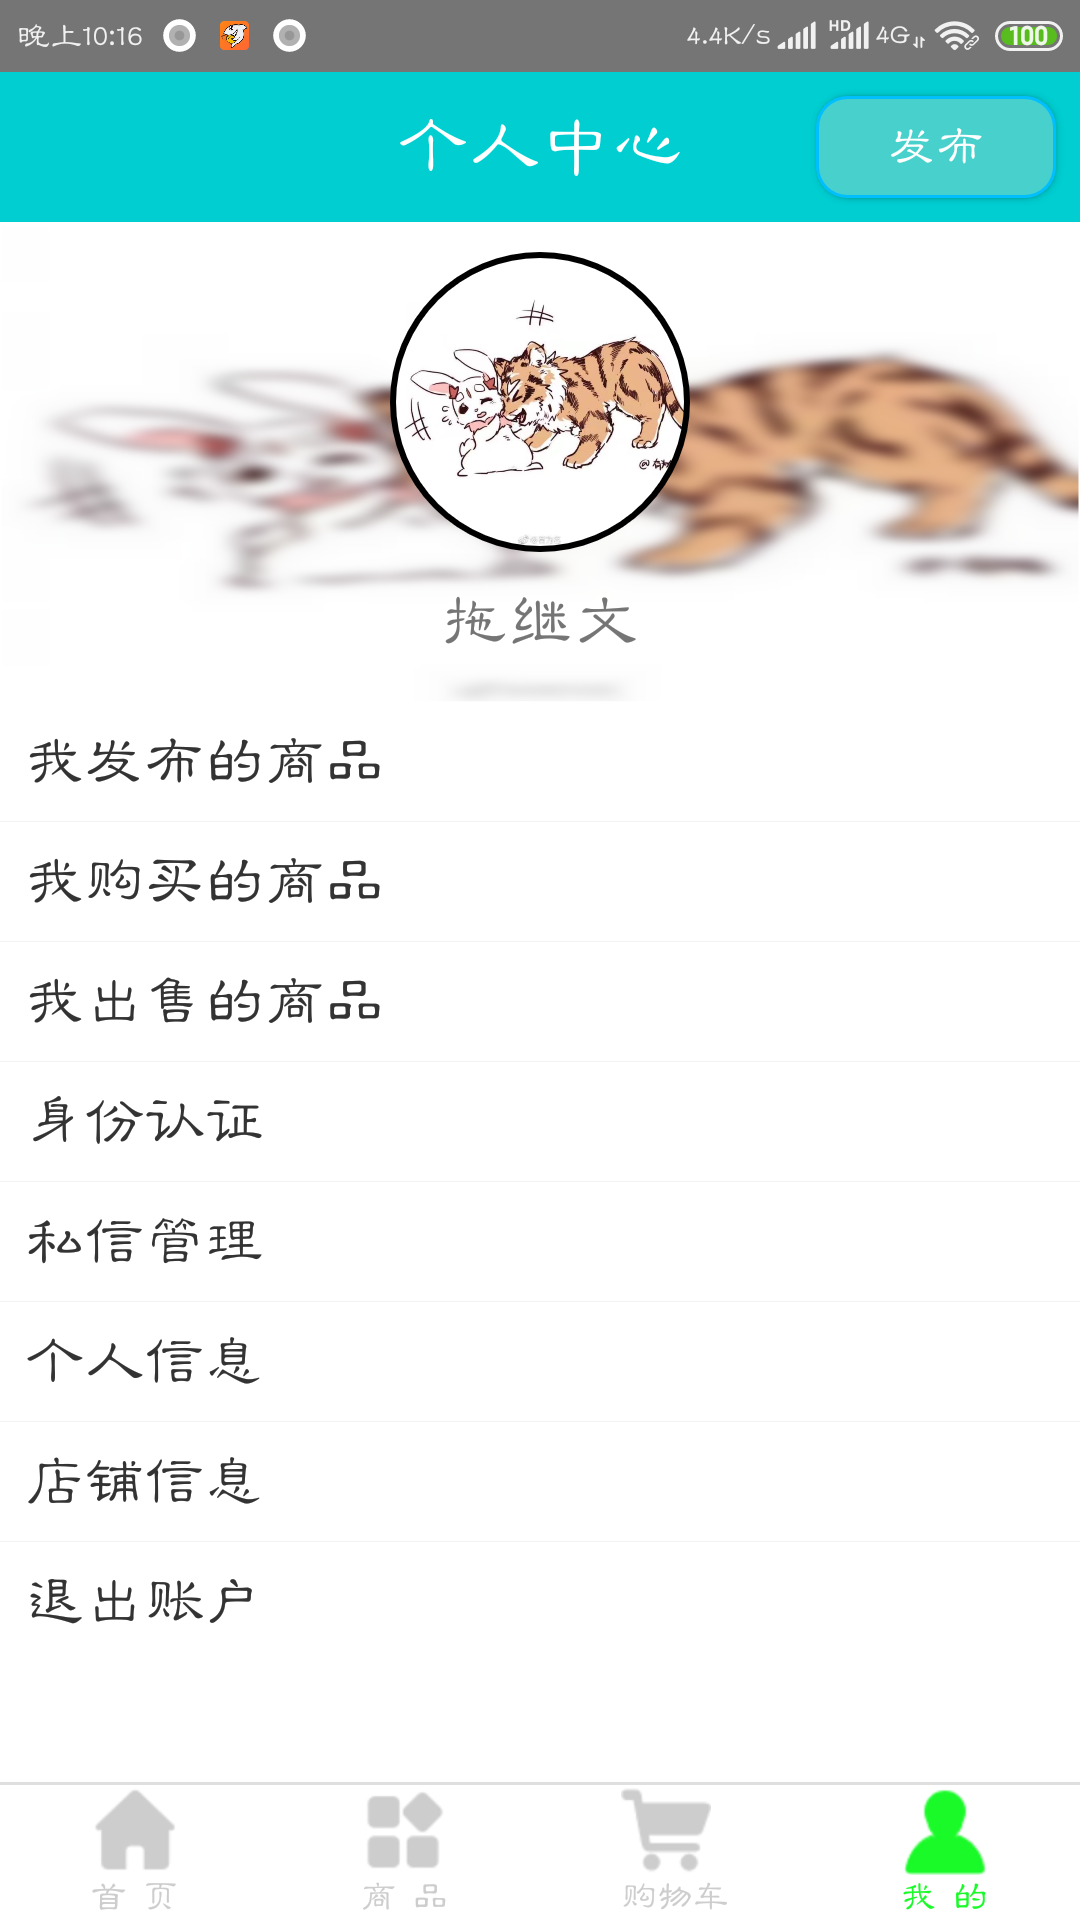 晚上10:16 4.4K/s HD 4G 100
个人中心 发布
拖继文
我发布的商品
我购买的商品
我出售的商品
身份认证
私信管理
个人信息
店铺信息
退出账户
首 页 商 品 购物车 我 的